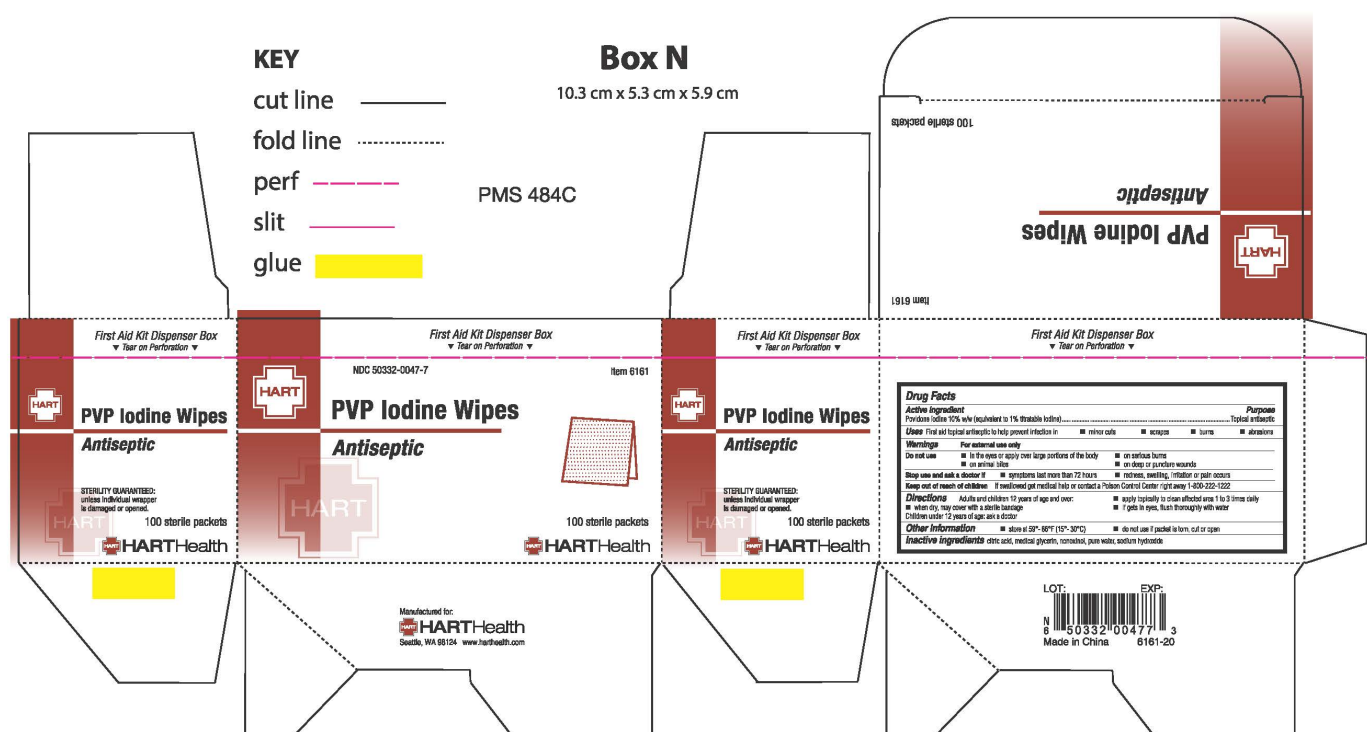 KEY
cut line
fold line
perf
slit
glue
Box N
10.3 cm x 5.3 cm x 5.9 cm
PMS 484C
100 sterile packets
Antiseptic
PVP Iodine Wipes
HART
Item 6161
First Aid Kit Dispenser Box
▼ Tear on Perforation ▼
HART
PVP Iodine Wipes
Antiseptic
STERILITY GUARANTEED:
unless individual wrapper
is damaged or opened.
100 sterile packets
HART
HART HARTHealth
First Aid Kit Dispenser Box
▼ Tear on Perforation ▼
NDC 50332-0047-7
Item 6161
HART
PVP Iodine Wipes
Antiseptic
HART
100 sterile packets
HART HARTHealth
First Aid Kit Dispenser Box
▼ Tear on Perforation ▼
HART
PVP Iodine Wipes
Antiseptic
STERILITY GUARANTEED:
unless individual wrapper
is damaged or opened.
100 sterile packets
HART
HART HARTHealth
First Aid Kit Dispenser Box
▼ Tear on Perforation ▼
Drug Facts
Active ingredient Purpose
Povidone Iodine 10% w/w (equivalent to 1% titratable iodine)..... Topical antiseptic
Uses First aid topical antiseptic to help prevent infection in ■ minor cuts ■ scrapes ■ burns ■ abrasions
Warnings For external use only
Do not use ■ in the eyes or apply over large portions of the body ■ on serious burns
■ on animal bites ■ on deep or puncture wounds
Stop use and ask a doctor if ■ symptoms last more than 72 hours ■ redness, swelling, irritation or pain occurs
Keep out of reach of children If swallowed get medical help or contact a Poison Control Center right away 1-800-222-1222
Directions Adults and children 12 years of age and over: ■ apply topically to clean affected area 1 to 3 times daily
■ when dry, may cover with a sterile bandage ■ if gets in eyes, flush thoroughly with water
Children under 12 years of age: ask a doctor
Other information ■ store at 59°- 86°F (15°- 30°C) ■ do not use if packet is torn, cut or open
Inactive ingredients citric acid, medical glycerin, nonoxinol, pure water, sodium hydroxide
Manufactured for:
HART HARTHealth
Seattle, WA 98124 www.harthealth.com
LOT: EXP:
N
6 50332 00477 3
Made in China 6161-20